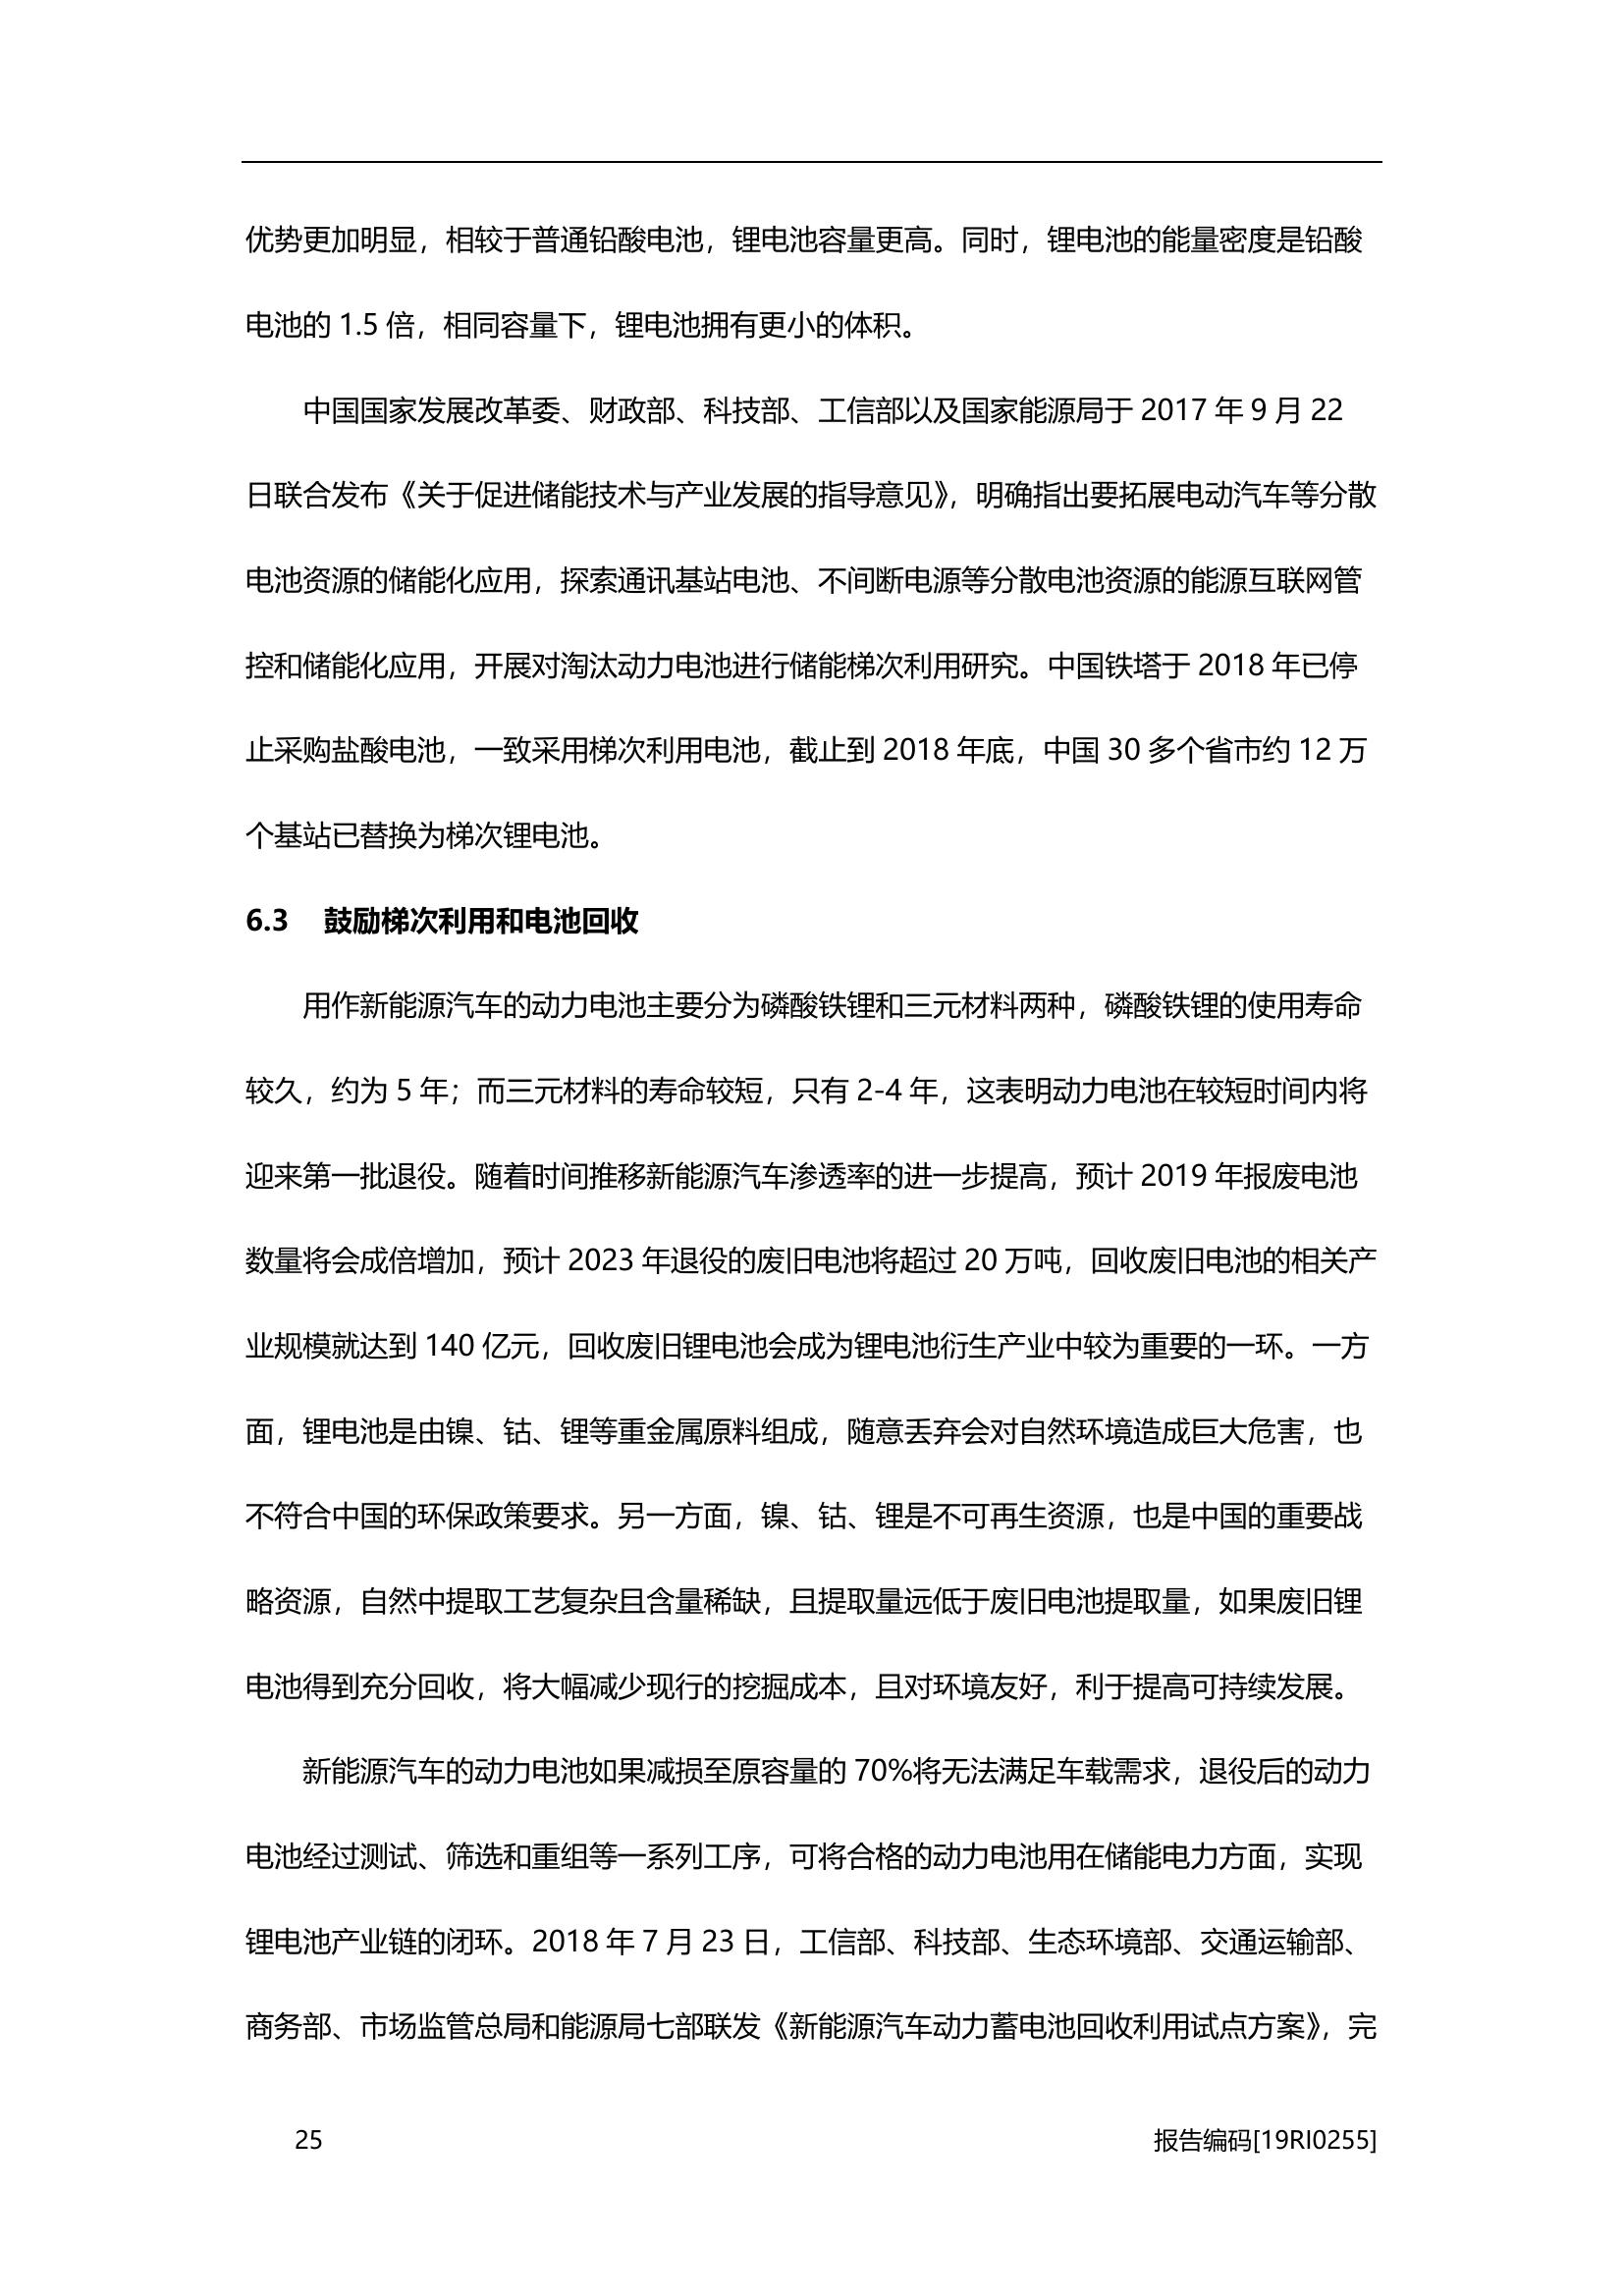 优势更加明显，相较于普通铅酸电池，锂电池容量更高。同时，锂电池的能量密度是铅酸
电池的 1.5 倍，相同容量下，锂电池拥有更小的体积。
中国国家发展改革委、财政部、科技部、工信部以及国家能源局于 2017 年 9 月 22
日联合发布《关于促进储能技术与产业发展的指导意见》，明确指出要拓展电动汽车等分散
电池资源的储能化应用，探索通讯基站电池、不间断电源等分散电池资源的能源互联网管
控和储能化应用，开展对淘汰动力电池进行储能梯次利用研究。中国铁塔于 2018 年已停
止采购盐酸电池，一致采用梯次利用电池，截止到 2018 年底，中国 30 多个省市约 12 万
个基站已替换为梯次锂电池。
6.3 鼓励梯次利用和电池回收
用作新能源汽车的动力电池主要分为磷酸铁锂和三元材料两种，磷酸铁锂的使用寿命
较久，约为 5 年；而三元材料的寿命较短，只有 2-4 年，这表明动力电池在较短时间内将
迎来第一批退役。随着时间推移新能源汽车渗透率的进一步提高，预计 2019 年报废电池
数量将会成倍增加，预计 2023 年退役的废旧电池将超过 20 万吨，回收废旧电池的相关产
业规模就达到 140 亿元，回收废旧锂电池会成为锂电池衍生产业中较为重要的一环。一方
面，锂电池是由镍、钴、锂等重金属原料组成，随意丢弃会对自然环境造成巨大危害，也
不符合中国的环保政策要求。另一方面，镍、钴、锂是不可再生资源，也是中国的重要战
略资源，自然中提取工艺复杂且含量稀缺，且提取量远低于废旧电池提取量，如果废旧锂
电池得到充分回收，将大幅减少现行的挖掘成本，且对环境友好，利于提高可持续发展。
新能源汽车的动力电池如果减损至原容量的 70%将无法满足车载需求，退役后的动力
电池经过测试、筛选和重组等一系列工序，可将合格的动力电池用在储能电力方面，实现
锂电池产业链的闭环。2018 年 7 月 23 日，工信部、科技部、生态环境部、交通运输部、
商务部、市场监管总局和能源局七部联发《新能源汽车动力蓄电池回收利用试点方案》，完
25 报告编码[19RI0255]